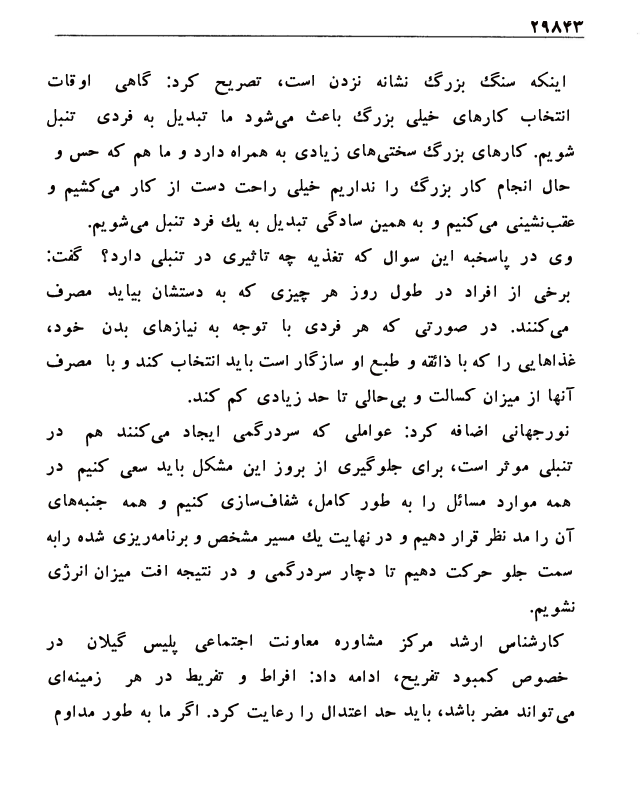 ۲۹۸۴۳
اینکه سنگ بزرگ نشانه نزدن است، تصریح کرد: گاهی اوقات
انتخاب کارهای خیلی بزرگ باعث می‌شود ما تبدیل به فردی تنبل
شویم. کارهای بزرگ سختی‌های زیادی به همراه دارد و ما هم که حس و
حال انجام کار بزرگ را نداریم خیلی راحت دست از کار می‌کشیم و
عقب‌نشینی می‌کنیم و به همین سادگی تبدیل به یك فرد تنبل می‌شویم.
وی در پاسخبه این سوال که تغذیه چه تاثیری در تنبلی دارد؟ گفت:
برخی از افراد در طول روز هر چیزی که به دستشان بیاید مصرف
می‌کنند. در صورتی که هر فردی با توجه به نیازهای بدن خود،
غذاهایی را که با ذائقه و طبع او سازگار است باید انتخاب کند و با مصرف
آنها از میزان کسالت و بی‌حالی تا حد زیادی کم کند.
نورجهانی اضافه کرد: عواملی که سردرگمی ایجاد می‌کنند هم در
تنبلی موثر است، برای جلوگیری از بروز این مشکل باید سعی کنیم در
همه موارد مسائل را به طور کامل، شفاف‌سازی کنیم و همه جنبه‌های
آن را مد نظر قرار دهیم و در نهایت یك مسیر مشخص و برنامه‌ریزی شده رابه
سمت جلو حرکت دهیم تا دچار سردرگمی و در نتیجه افت میزان انرژی
نشویم.
کارشناس ارشد مرکز مشاوره معاونت اجتماعی پلیس گیلان در
خصوص کمبود تفریح، ادامه داد: افراط و تفریط در هر زمینه‌ای
می‌تواند مضر باشد، باید حد اعتدال را رعایت کرد. اگر ما به طور مداوم